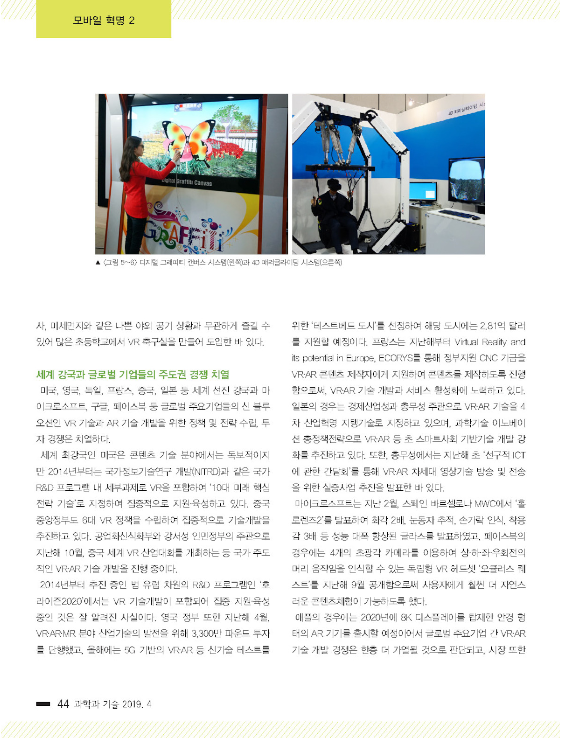 모바일 혁명 2
Digital Graffiti Canvas
▲ <그림 5~6> 디지털 그래피티 캔버스 시스템(왼쪽)과 4D 패러글라이딩 시스템(오른쪽)
사, 미세먼지와 같은 나쁜 야외 공기 상황과 무관하게 즐길 수
있어 많은 초등학교에서 VR 축구실을 만들어 도입한 바 있다.
세계 강국과 글로벌 기업들의 주도권 경쟁 치열
미국, 영국, 독일, 프랑스, 중국, 일본 등 세계 선진 강국과 마
이크로소프트, 구글, 페이스북 등 글로벌 주요기업들의 신 블루
오션인 VR 기술과 AR 기술 개발을 위한 정책 및 전략 수립, 투
자 경쟁은 치열하다.
세계 최강국인 미국은 콘텐츠 기술 분야에서는 독보적이지
만 2014년부터는 국가정보기술연구 개발(NITRD)과 같은 국가
R&D 프로그램 내 세부과제로 VR을 포함하여 '10대 미래 핵심
전략 기술'로 지정하여 집중적으로 지원·육성하고 있다. 중국
중앙정부도 6대 VR 정책을 수립하여 집중적으로 기술개발을
추진하고 있다. 공업화신식화부와 강서성 인민정부의 주관으로
지난해 10월, 중국 세계 VR 산업대회를 개최하는 등 국가 주도
적인 VR·AR 기술 개발을 진행 중이다.
2014년부터 추진 중인 범 유럽 차원의 R&D 프로그램인 '호
라이즌2020'에서는 VR 기술개발이 포함되어 집중 지원·육성
중인 것은 잘 알려진 사실이다. 영국 정부 또한 지난해 4월,
VR·AR·MR 분야 산업기술의 발전을 위해 3,300만 파운드 투자
를 단행했고, 올해에는 5G 기반의 VR·AR 등 신기술 테스트를
위한 '테스트베드 도시'를 선정하여 해당 도시에는 2,81억 달러
를 지원할 예정이다. 프랑스는 지난해부터 Virtual Reality and
its potential in Europe, ECORYS를 통해 정부지원 CNC 기금을
VR·AR 콘텐츠 제작자에게 지원하여 콘텐츠를 제작하도록 진행
함으로써, VR·AR 기술 개발과 서비스 활성화에 노력하고 있다.
일본의 경우는 경제산업성과 총무성 주관으로 VR·AR 기술을 4
차 산업혁명 지원기술로 지정하고 있으며, 과학기술 이노베이
션 종합책전략으로 VR·AR 등 초 스마트사회 기반기술 개발 강
화를 추진하고 있다. 또한, 총무성에서는 지난해 초 '선구적 ICT
에 관한 간담회'를 통해 VR·AR 차세대 영상기술 방송 및 전송
을 위한 실증사업 추진을 발표한 바 있다.
마이크로소프트는 지난 2월, 스페인 바르셀로나 MWC에서 '홀
로렌즈2'를 발표하여 화각 2배, 눈동자 추적, 손가락 인식, 착용
감 3배 등 성능 대폭 향상된 글라스를 발표하였고, 페이스북의
경우에는 4개의 초광각 카메라를 이용하여 상·하·좌·우회전의
머리 움직임을 인식할 수 있는 독립형 VR 헤드셋 '오큘러스 퀘
스트'를 지난해 9월 공개함으로써 사용자에게 훨씬 더 자연스
러운 콘텐츠체험이 가능하도록 했다.
애플의 경우에는 2020년에 8K 디스플레이를 탑재한 안경 형
태의 AR 기기를 출시할 예정이어서 글로벌 주요기업 간 VR·AR
기술 개발 경쟁은 한층 더 가열될 것으로 판단되고, 시장 또한
44 과학과 기술 2019. 4